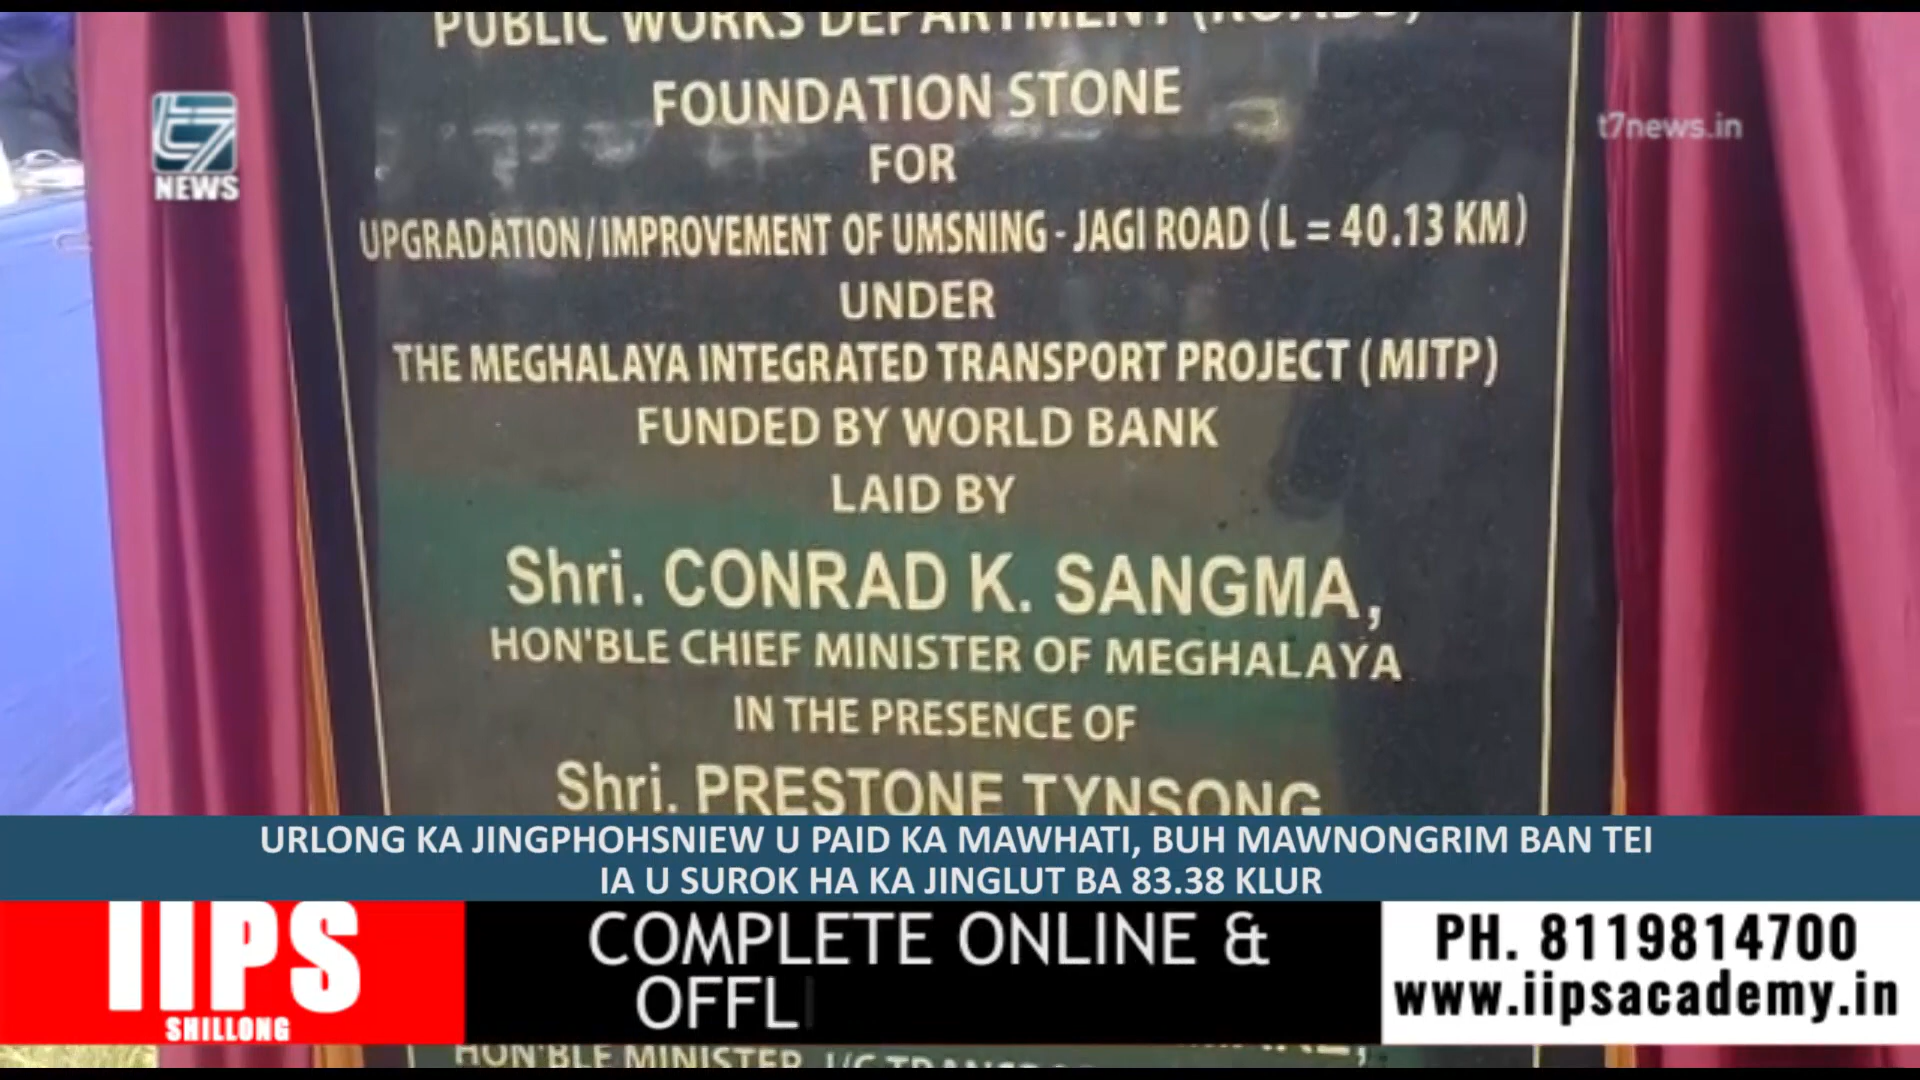 PUBLIC WORKS DEPARTMENT (ROADS)
FOUNDATION STONE
FOR
t7news.in
t7
NEWS
UPGRADATION/IMPROVEMENT OF UMSNING - JAGI ROAD ( L = 40.13 KM)
UNDER
THE MEGHALAYA INTEGRATED TRANSPORT PROJECT (MITP)
FUNDED BY WORLD BANK
LAID BY
Shri. CONRAD K. SANGMA,
HON'BLE CHIEF MINISTER OF MEGHALAYA
IN THE PRESENCE OF
Shri. PRESTONE TYNSONG
URLONG KA JINGPHOHSNIEW U PAID KA MAWHATI, BUH MAWNONGRIM BAN TEI
IA U SUROK HA KA JINGLUT BA 83.38 KLUR
IIPS
SHILLONG
COMPLETE ONLINE &
OFFL
PH. 8119814700
www.iipsacademy.in
HON'BLE MINISTER, I/C